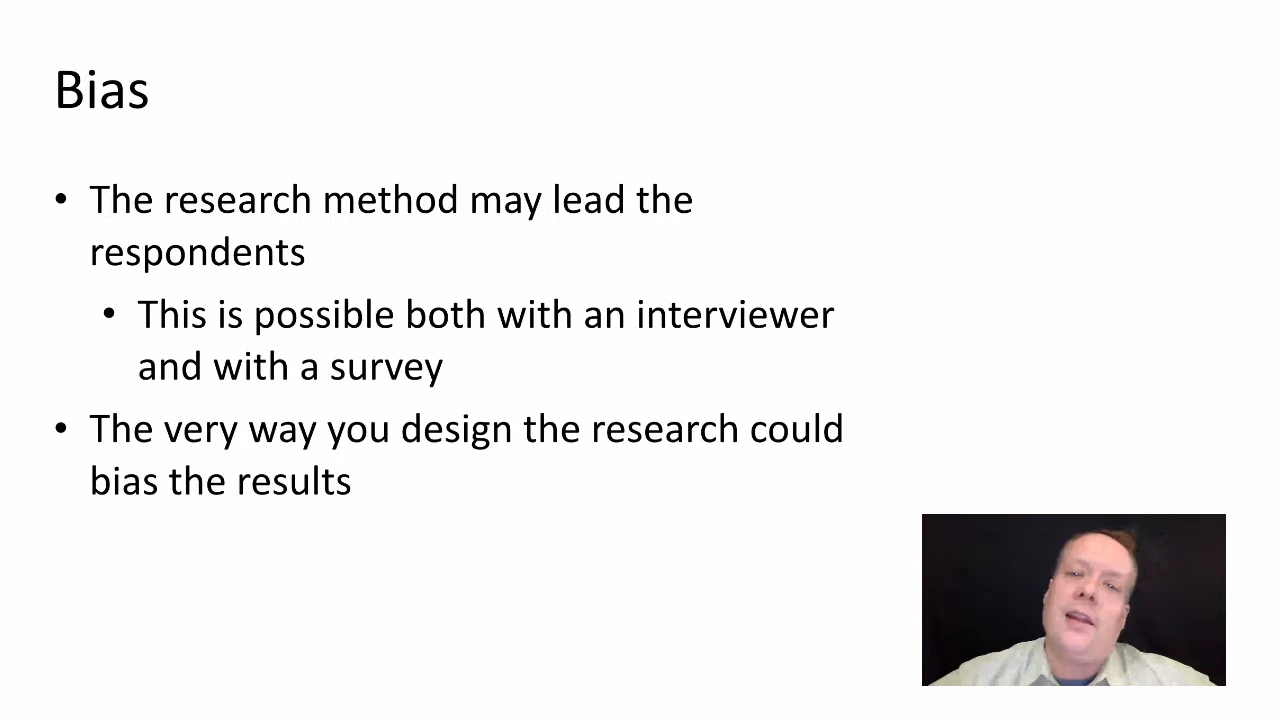 Bias
• The research method may lead the
respondents
• This is possible both with an interviewer
and with a survey
• The very way you design the research could
bias the results